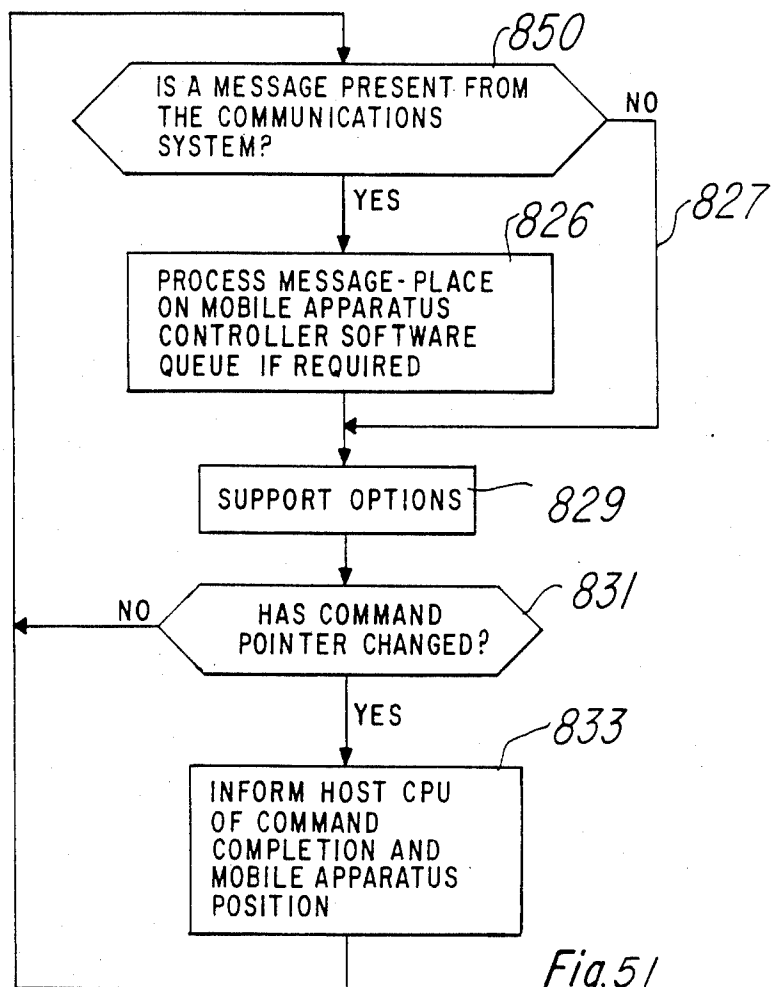 850
IS A MESSAGE PRESENT FROM
THE COMMUNICATIONS
SYSTEM?
NO
YES
827
826
PROCESS MESSAGE-PLACE
ON MOBILE APPARATUS
CONTROLLER SOFTWARE
QUEUE IF REQUIRED
SUPPORT OPTIONS
829
831
NO
HAS COMMAND
POINTER CHANGED?
YES
833
INFORM HOST CPU
OF COMMAND
COMPLETION AND
MOBILE APPARATUS
POSITION
Fig.51